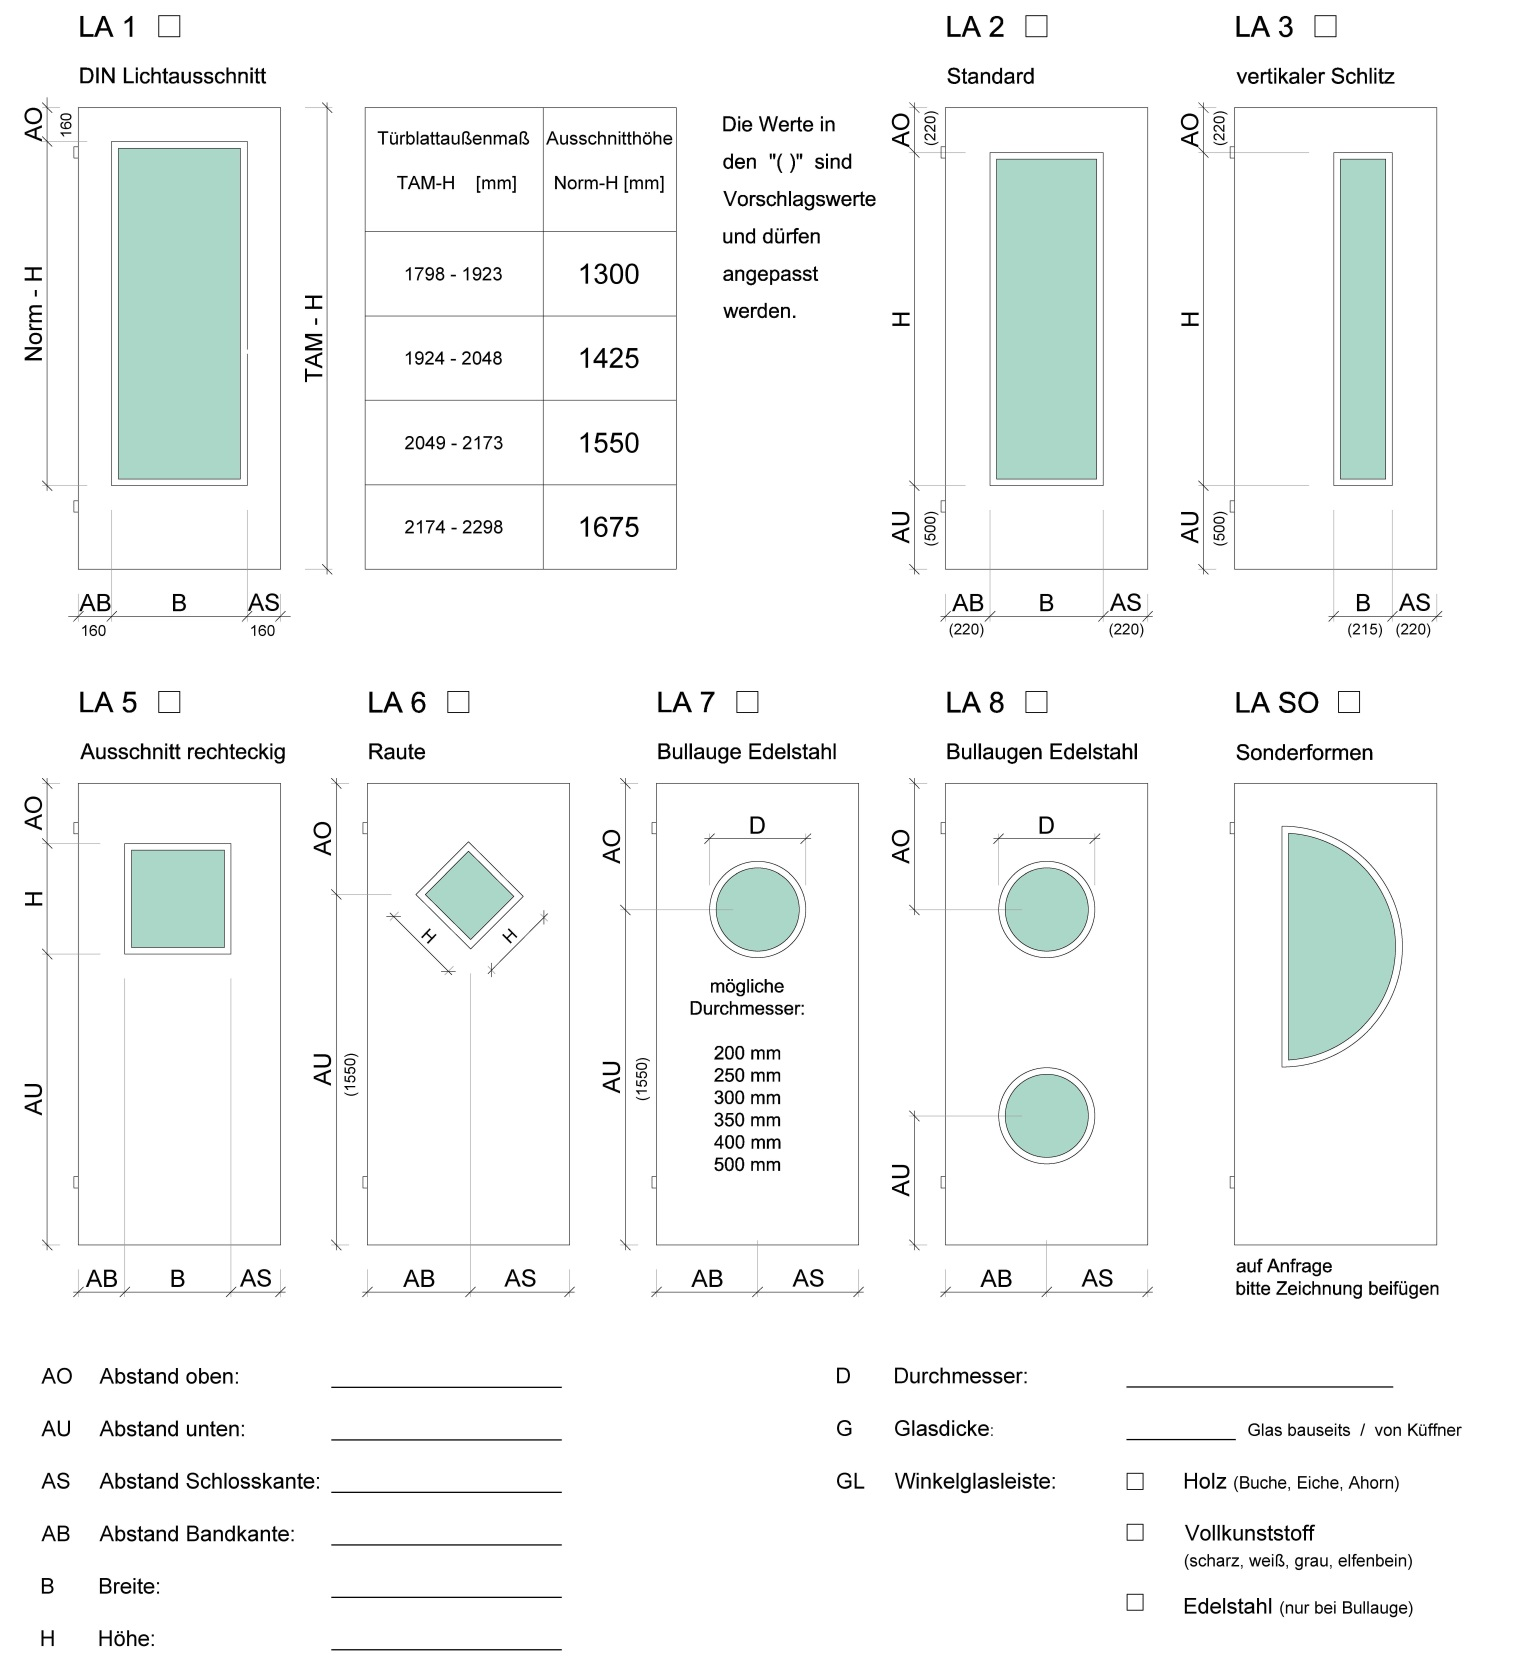 LA 1
DIN Lichtausschnitt
AO
160
Norm - H
AB
B
AS
160
160
TAM - H
Türblattaußenmaß Ausschnitthöhe
TAM-H [mm] Norm-H [mm]
1798 - 1923 1300
1924 - 2048 1425
2049 - 2173 1550
2174 - 2298 1675
Die Werte in
den "( )" sind
Vorschlagswerte
und dürfen
angepasst
werden.
LA 2
Standard
AO
(220)
H
AU
(500)
AB
B
AS
(220)
(220)
LA 3
vertikaler Schlitz
AO
(220)
H
AU
(500)
B
AS
(215)
(220)
LA 5
Ausschnitt rechteckig
AO
H
AU
AB
B
AS
LA 6
Raute
AO
H
H
AU
(1550)
AB
AS
LA 7
Bullauge Edelstahl
AO
D
mögliche
Durchmesser:
200 mm
250 mm
300 mm
350 mm
400 mm
500 mm
AU
(1550)
AB
AS
LA 8
Bullaugen Edelstahl
AO
D
AU
AB
AS
LA SO
Sonderformen
auf Anfrage
bitte Zeichnung beifügen
AO Abstand oben:
AU Abstand unten:
AS Abstand Schlosskante:
AB Abstand Bandkante:
B Breite:
H Höhe:
D Durchmesser:
G Glasdicke: Glas bauseits / von Küffner
GL Winkelglasleiste: Holz (Buche, Eiche, Ahorn)
Vollkunststoff
(scharz, weiß, grau, elfenbein)
Edelstahl (nur bei Bullauge)